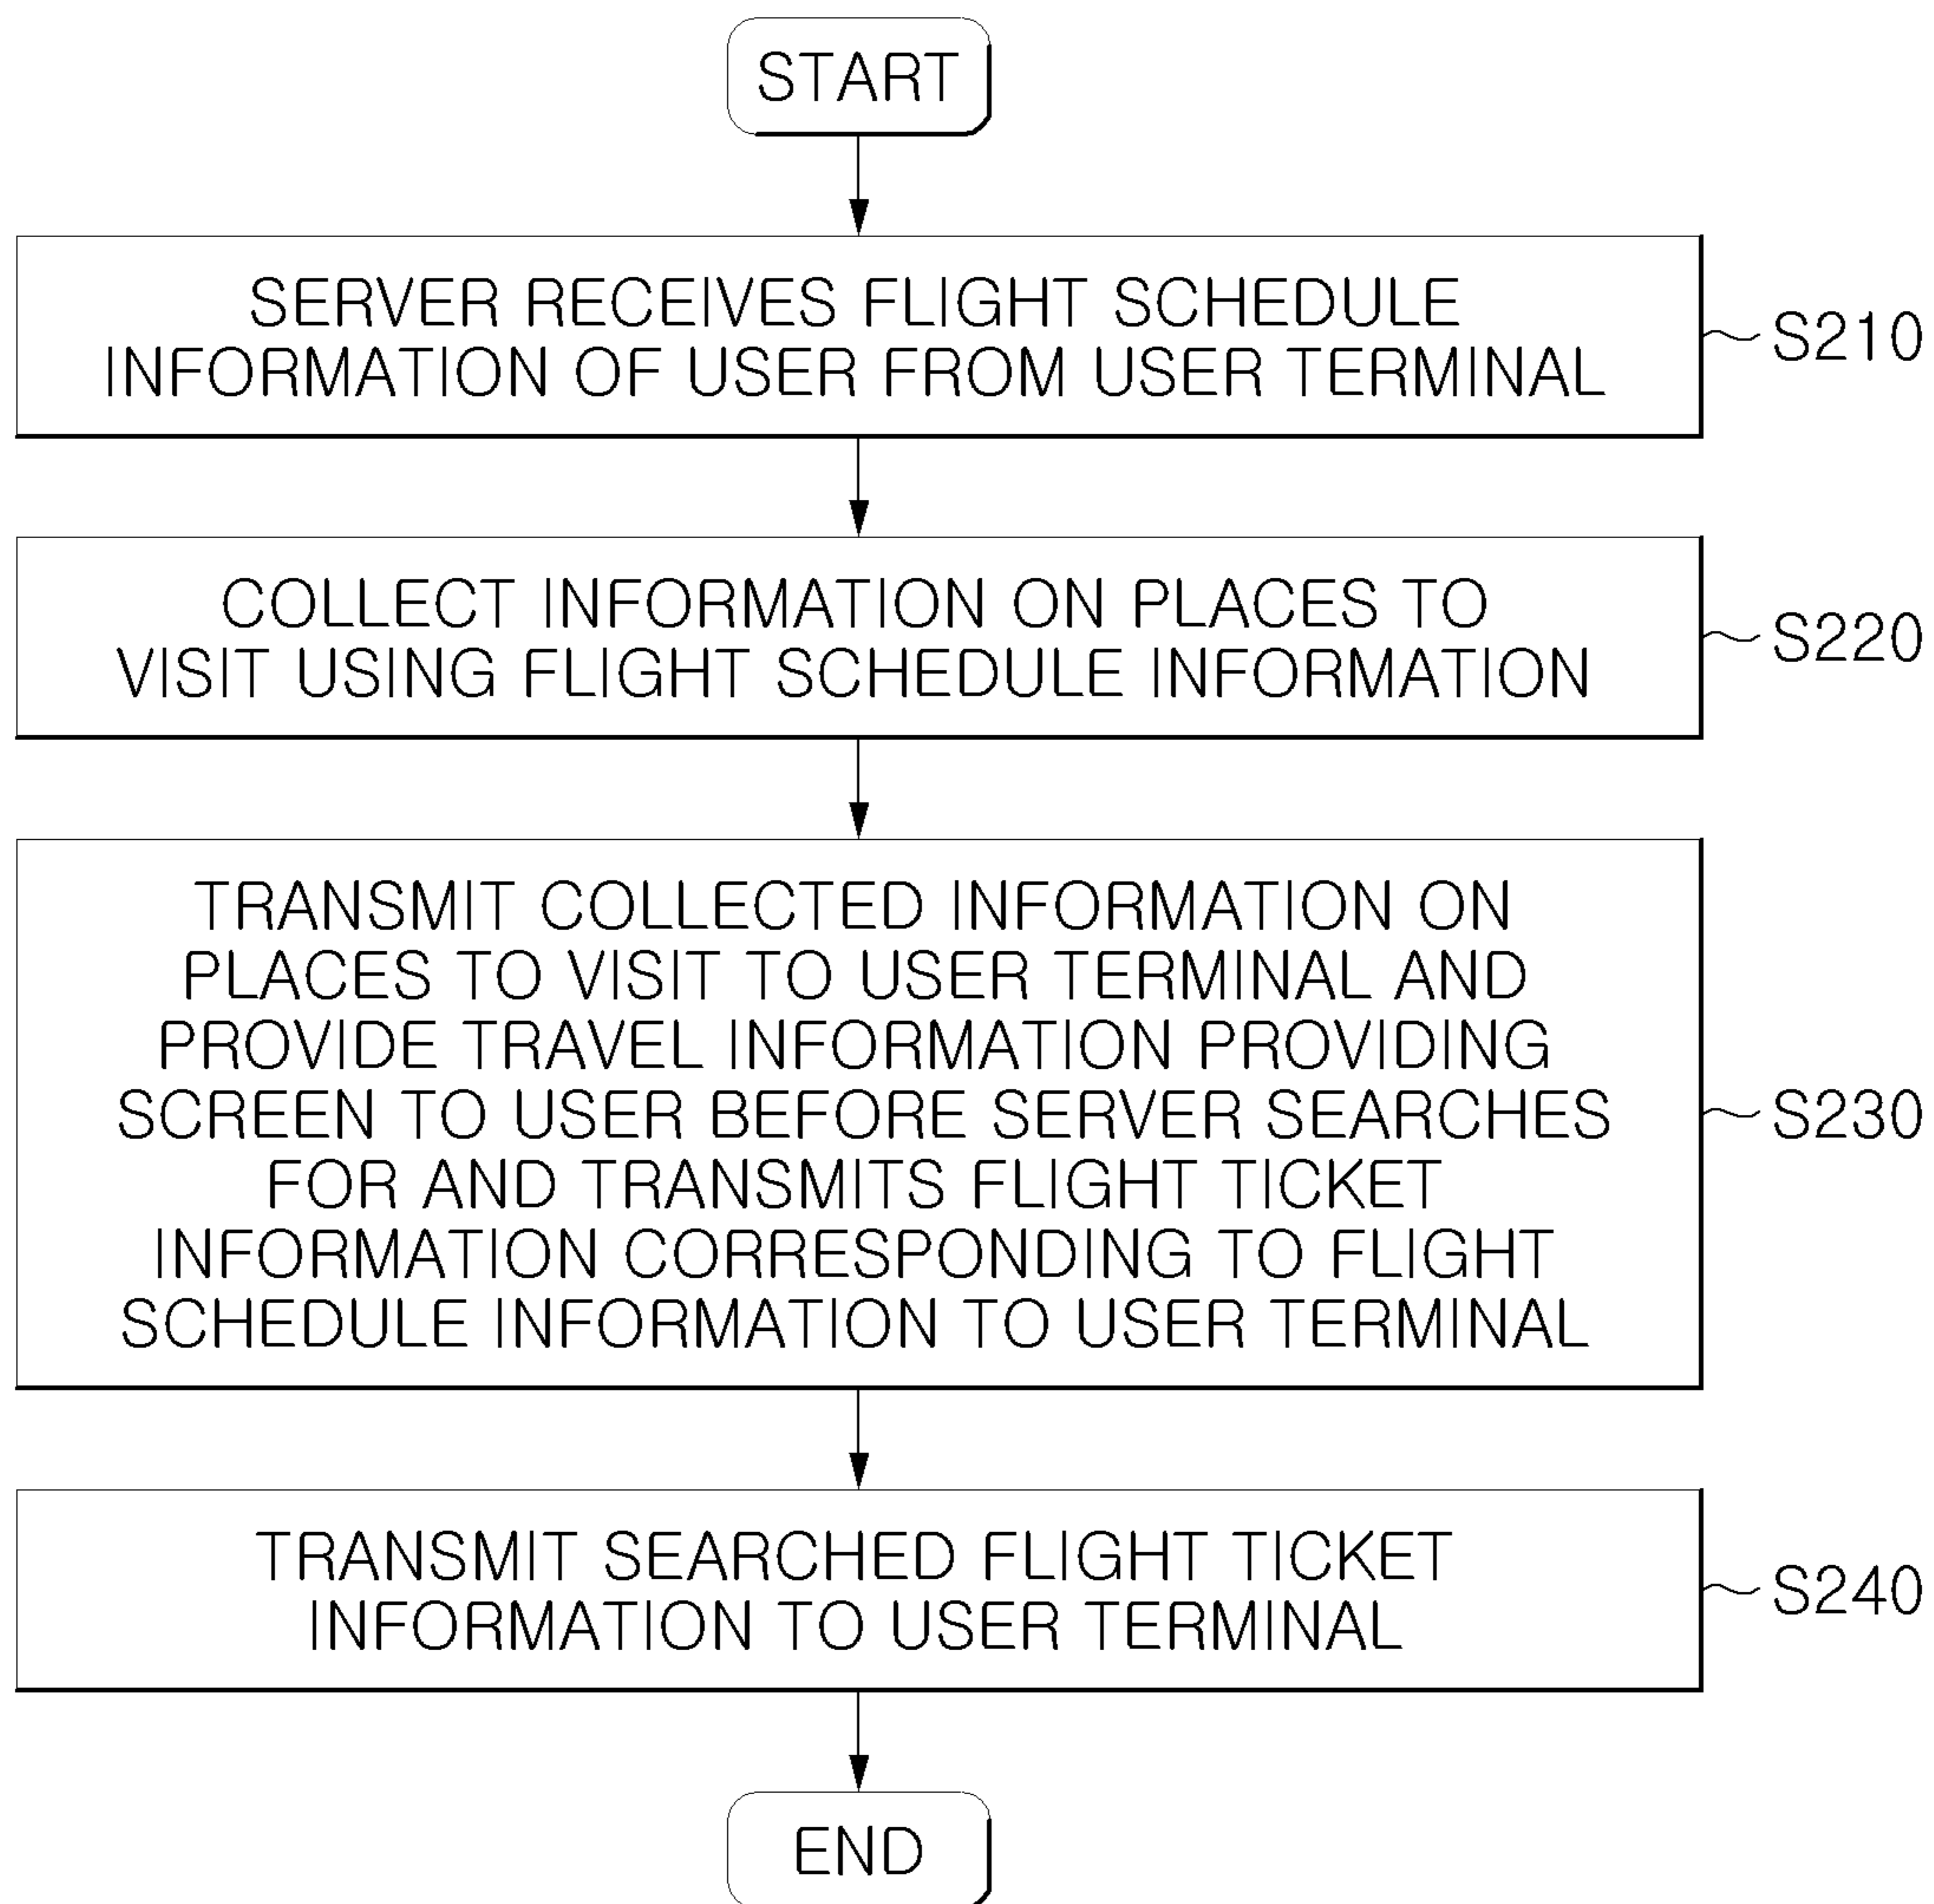 START
SERVER RECEIVES FLIGHT SCHEDULE
INFORMATION OF USER FROM USER TERMINAL
S210
COLLECT INFORMATION ON PLACES TO
VISIT USING FLIGHT SCHEDULE INFORMATION
S220
TRANSMIT COLLECTED INFORMATION ON
PLACES TO VISIT TO USER TERMINAL AND
PROVIDE TRAVEL INFORMATION PROVIDING
SCREEN TO USER BEFORE SERVER SEARCHES
FOR AND TRANSMITS FLIGHT TICKET
INFORMATION CORRESPONDING TO FLIGHT
SCHEDULE INFORMATION TO USER TERMINAL
S230
TRANSMIT SEARCHED FLIGHT TICKET
INFORMATION TO USER TERMINAL
S240
END